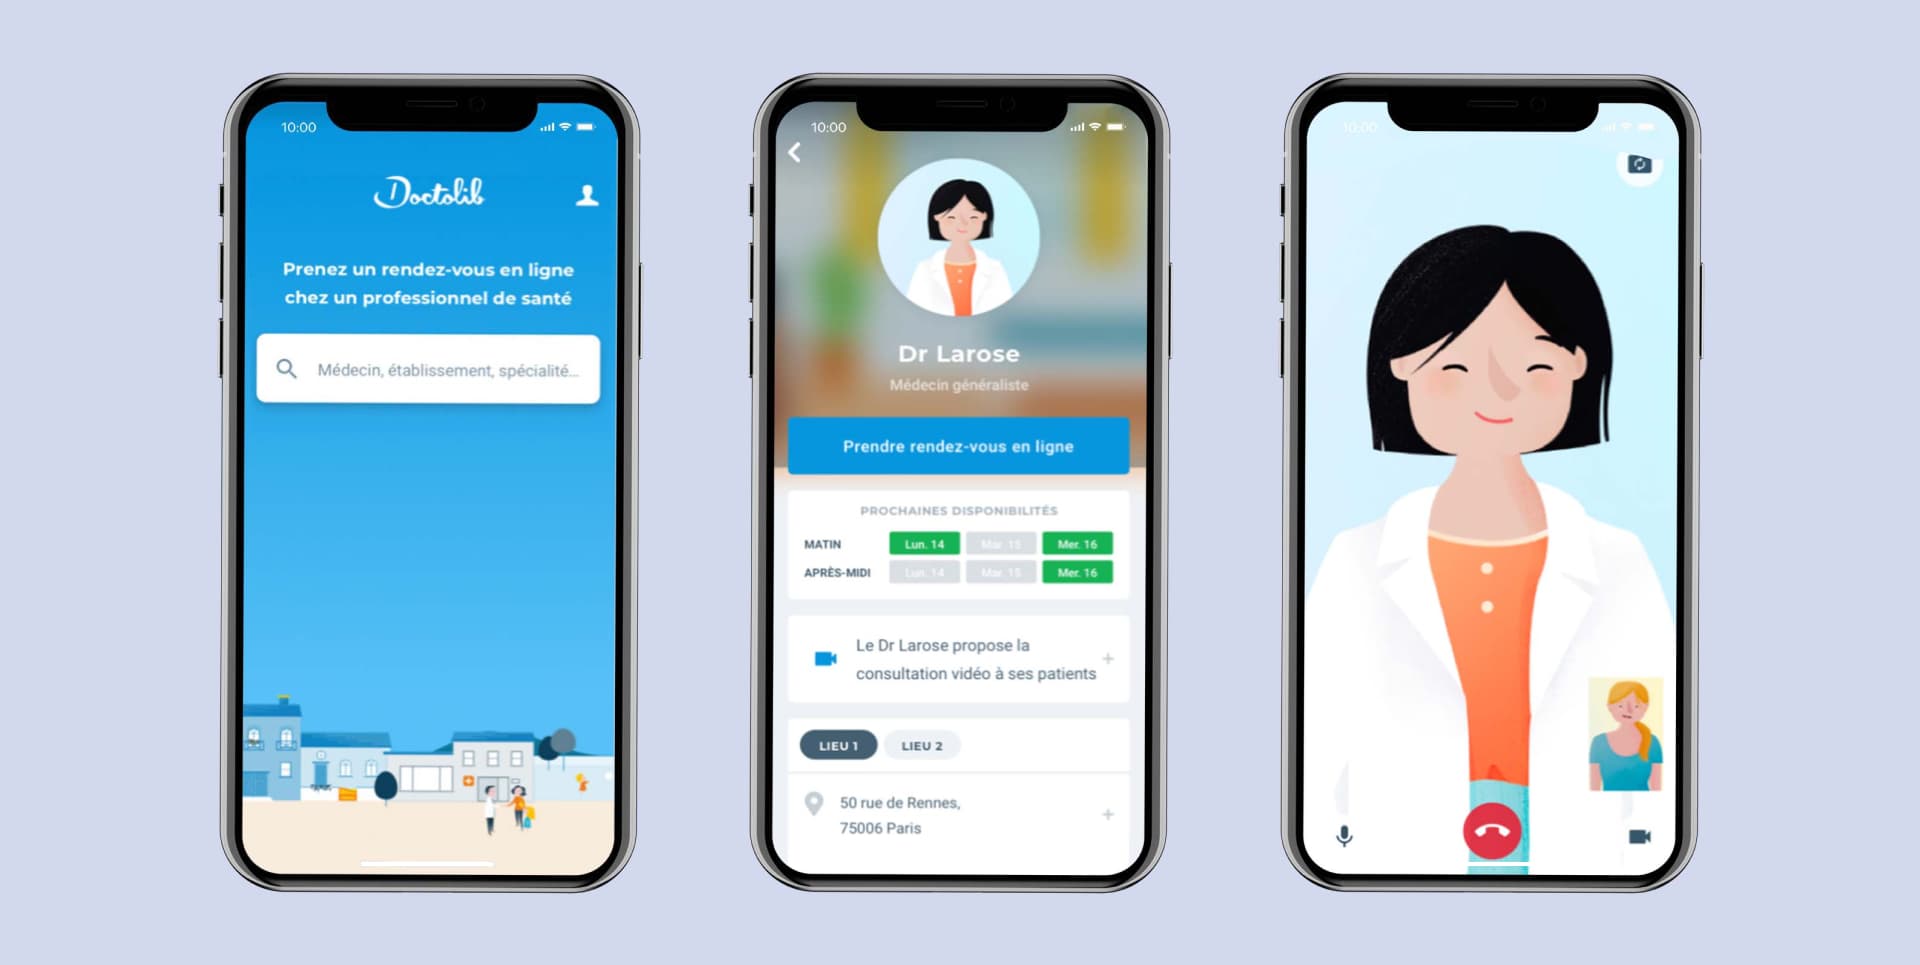 10:00
Doctolib
Prenez un rendez-vous en ligne
chez un professionnel de santé
Médecin, établissement, spécialité...
10:00
Dr Larose
Médecin généraliste
Prendre rendez-vous en ligne
PROCHAINES DISPONIBILITÉS
MATIN Lun. 14 Mar. 15 Mer. 16
APRÈS-MIDI Lun. 14 Mar. 15 Mer. 16
Le Dr Larose propose la
consultation vidéo à ses patients
LIEU 1 LIEU 2
50 rue de Rennes,
75006 Paris
10:00